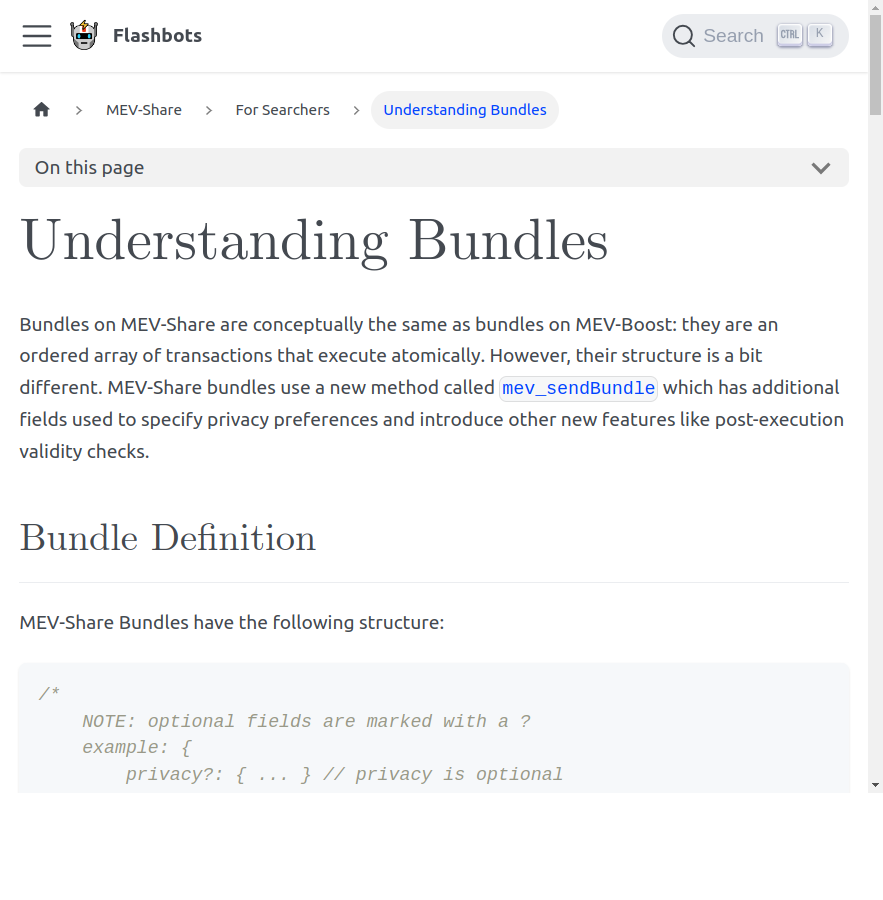 Flashbots
Search CTRL K
MEV-Share
For Searchers
Understanding Bundles
On this page
Understanding Bundles
Bundles on MEV-Share are conceptually the same as bundles on MEV-Boost: they are an
ordered array of transactions that execute atomically. However, their structure is a bit
different. MEV-Share bundles use a new method called mev_sendBundle which has additional
fields used to specify privacy preferences and introduce other new features like post-execution
validity checks.
Bundle Definition
MEV-Share Bundles have the following structure:
/*
NOTE: optional fields are marked with a ?
example: {
privacy?: { ... } // privacy is optional